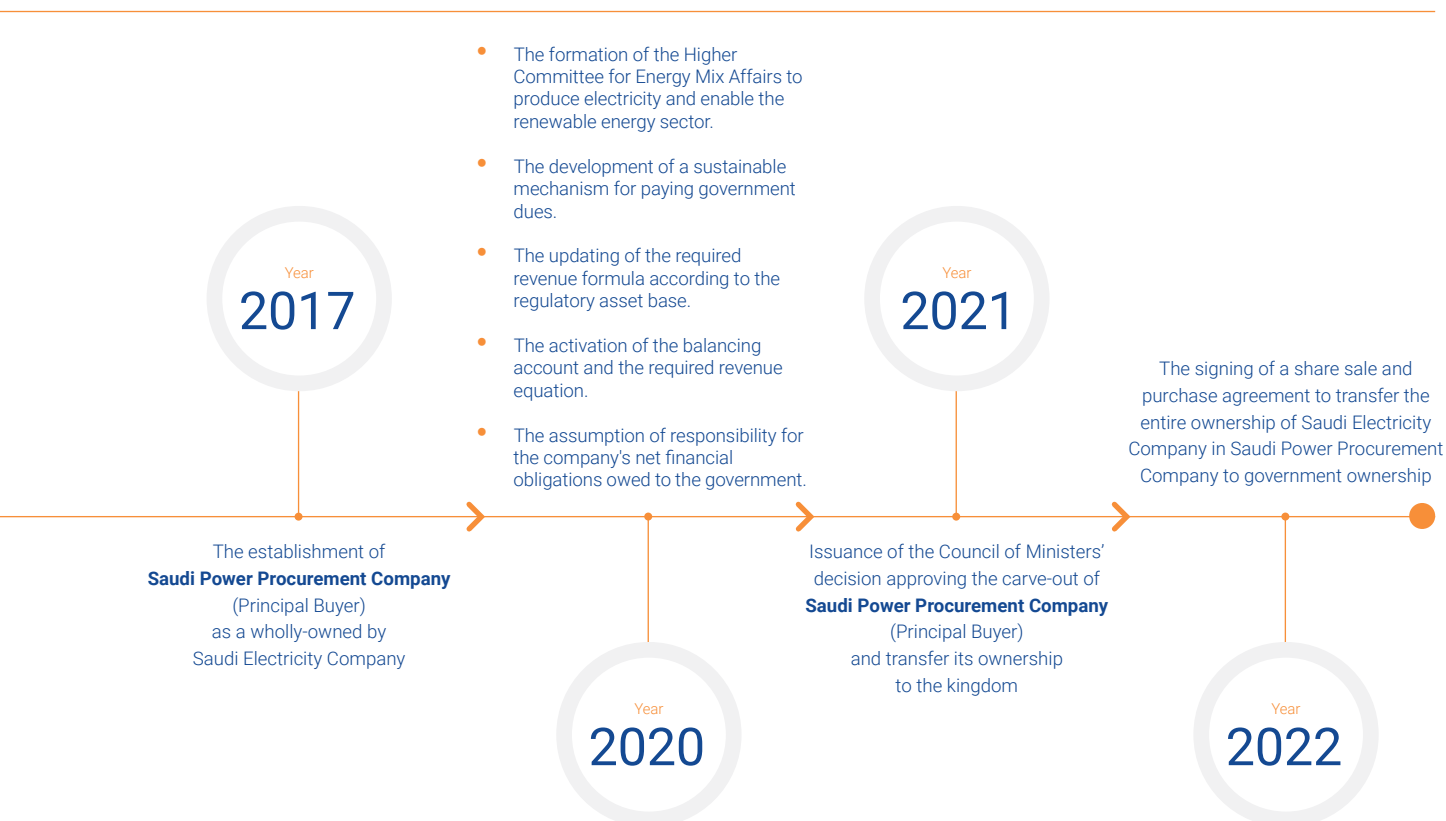 Year
2017
The establishment of
Saudi Power Procurement Company
(Principal Buyer)
as a wholly-owned by
Saudi Electricity Company
• The formation of the Higher
Committee for Energy Mix Affairs to
produce electricity and enable the
renewable energy sector.
• The development of a sustainable
mechanism for paying government
dues.
• The updating of the required
revenue formula according to the
regulatory asset base.
• The activation of the balancing
account and the required revenue
equation.
• The assumption of responsibility for
the company's net financial
obligations owed to the government.
Year
2020
Year
2021
Issuance of the Council of Ministers’
decision approving the carve-out of
Saudi Power Procurement Company
(Principal Buyer)
and transfer its ownership
to the kingdom
The signing of a share sale and
purchase agreement to transfer the
entire ownership of Saudi Electricity
Company in Saudi Power Procurement
Company to government ownership
Year
2022